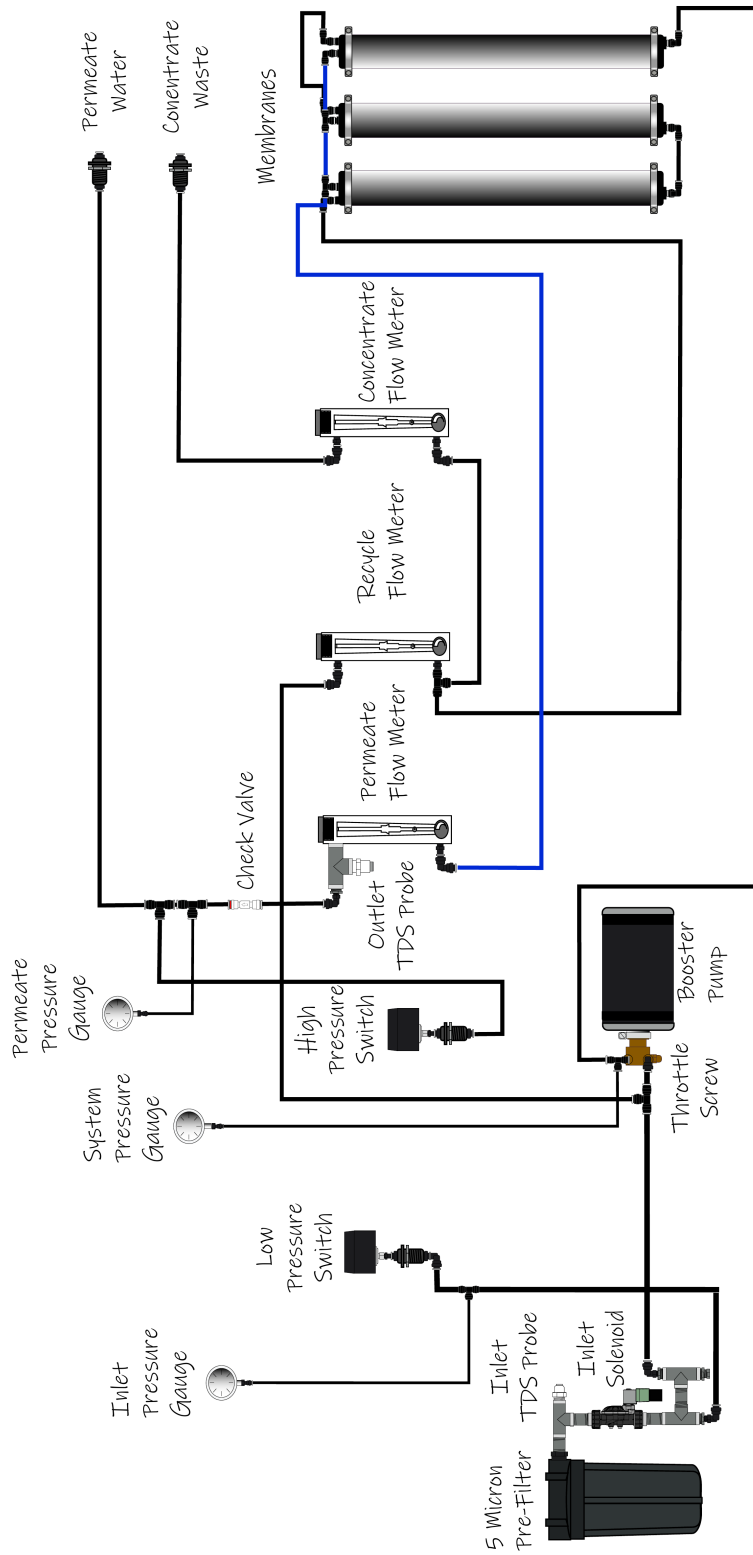 Permeate
Pressure
Gauge
Permeate
Water
System
Pressure
Gauge
Inlet
Pressure
Gauge
Conentrate
Waste
Check Valve
Membranes
Low
Pressure
Switch
High
Pressure
Switch
Outlet
TDS Probe
Permeate
Flow Meter
Recycle
Flow Meter
Concentrate
Flow Meter
5 Micron
Pre-Filter
Inlet
TDS Probe
Inlet
Solenoid
Throttle
Screw
Booster
Pump